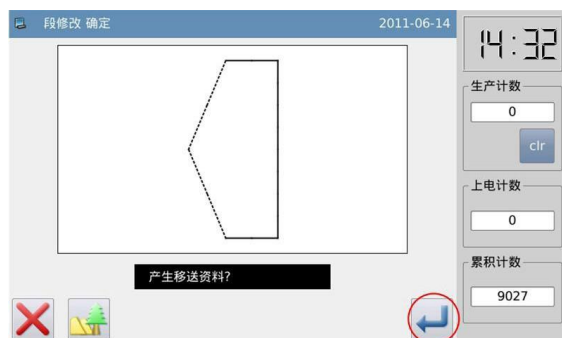 段修改 确定 2011-06-14
14:32
生产计数
0
clr
上电计数
0
累积计数
9027
产生移送资料?